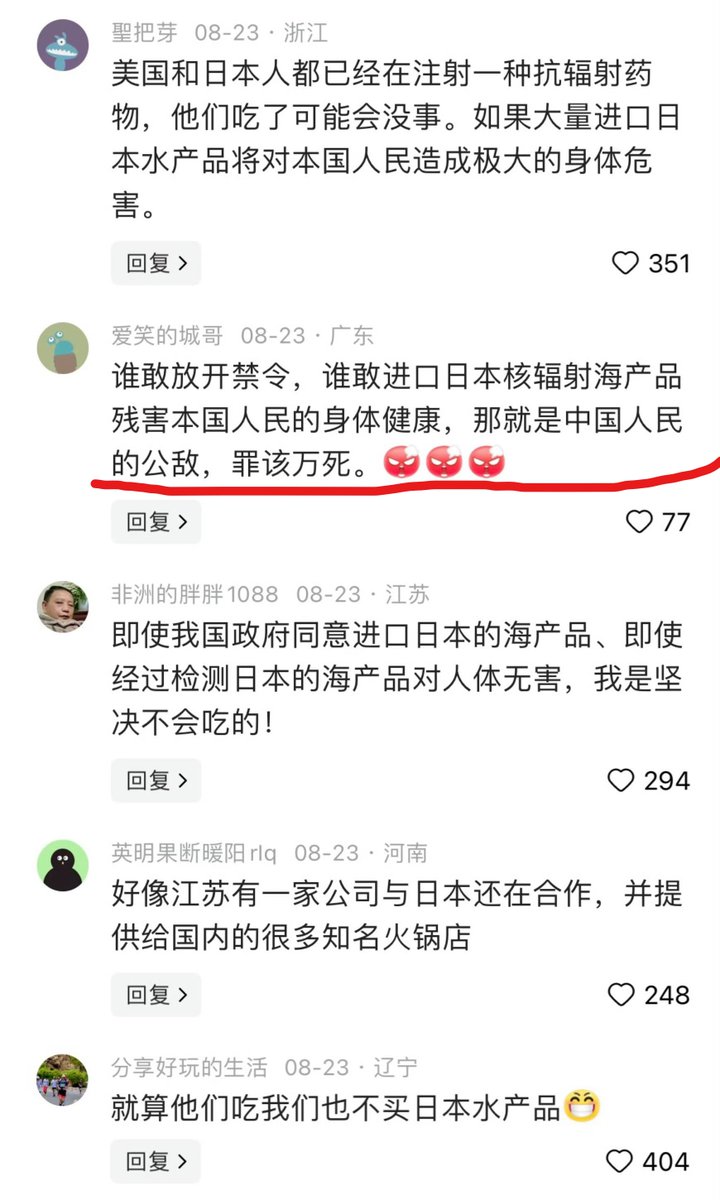 聖把芽 08-23 · 浙江
美国和日本人都已经在注射一种抗辐射药
物，他们吃了可能会没事。如果大量进口日
本水产品将对本国人民造成极大的身体危
害。
回复 >
351
爱笑的城哥 08-23 · 广东
谁敢放开禁令，谁敢进口日本核辐射海产品
残害本国人民的身体健康，那就是中国人民
的公敌，罪该万死。😡😡😡
回复 >
77
非洲的胖胖1088 08-23 · 江苏
即使我国政府同意进口日本的海产品、即使
经过检测日本的海产品对人体无害，我是坚
决不会吃的！
回复 >
294
英明果断暖阳rlq 08-23 · 河南
好像江苏有一家公司与日本还在合作，并提
供给国内的很多知名火锅店
回复 >
248
分享好玩的生活 08-23 · 辽宁
就算他们吃我们也不买日本水产品😁
回复 >
404